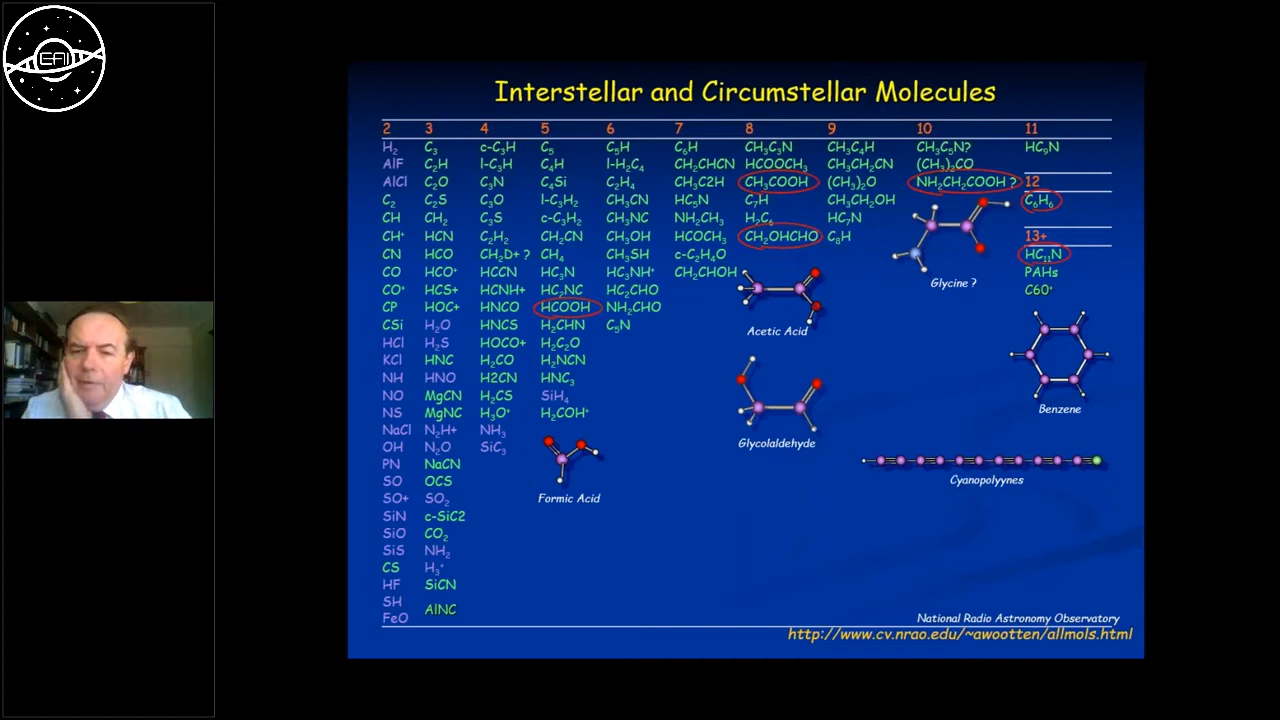 EAI
Interstellar and Circumstellar Molecules
2 3 4 5 6 7 8 9 10 11
H₂ C₃ c-C₃H C₅ C₅H C₆H CH₃C₃N CH₃C₄H CH₃C₅N? HC₉N
AlF C₂H l-C₃H C₄H l-H₂C₄ CH₂CHCN HCOOCH₃ CH₃CH₂CN (CH₃)₂CO
AlCl C₂O C₃N C₄Si C₂H₄ CH₃C2H CH₃COOH (CH₃)₂O NH₂CH₂COOH ? 12
C₂ C₂S C₃O l-C₃H₂ CH₃CN HC₅N C₇H CH₃CH₂OH C₆H₆
CH CH₂ C₃S c-C₃H₂ CH₃NC NH₂CH₃ H₂C₆ HC₇N
CH⁺ HCN C₂H₂ CH₂CN CH₃OH HCOCH₃ CH₂OHCHO C₈H 13+
CN HCO CH₂D+ ? CH₄ CH₃SH c-C₂H₄O HC₁₁N
CO HCO⁺ HCCN HC₃N HC₃NH⁺ CH₂CHOH PAHs
CO⁺ HCS+ HCNH+ HC₂NC HC₂CHO C60⁺
CP HOC+ HNCO HCOOH NH₂CHO
CSi H₂O HNCS H₂CHN C₅N
HCl H₂S HOCO+ H₂C₂O
KCl HNC H₂CO H₂NCN
NH HNO H2CN HNC₃
NO MgCN H₂CS SiH₄
NS MgNC H₃O⁺ H₂COH⁺
NaCl N₂H+ NH₃
OH N₂O SiC₃
PN NaCN
SO OCS
SO+ SO₂
SiN c-SiC2
SiO CO₂
SiS NH₂
CS H₃⁺
HF SiCN
SH AlNC
FeO
Glycine ?
Acetic Acid
Benzene
Glycolaldehyde
Cyanopolyynes
Formic Acid
National Radio Astronomy Observatory
http://www.cv.nrao.edu/~awootten/allmols.html